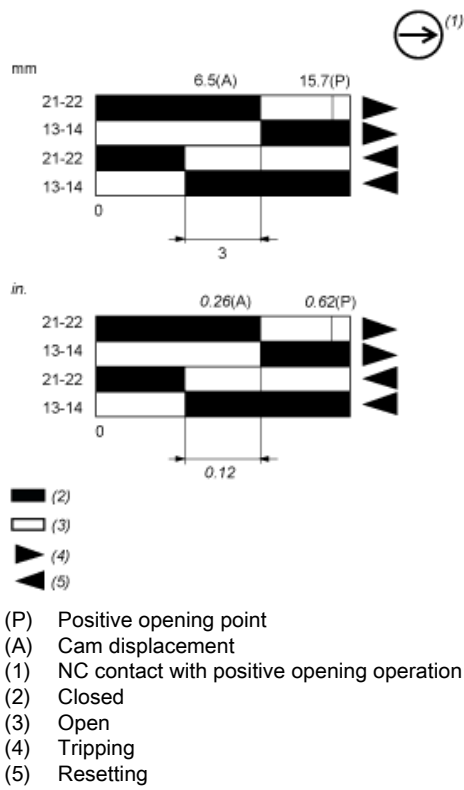 (1)
mm
6.5(A) 15.7(P)
21-22
13-14
21-22
13-14
0
3
in.
0.26(A) 0.62(P)
21-22
13-14
21-22
13-14
0
0.12
(2)
(3)
(4)
(5)
(P) Positive opening point
(A) Cam displacement
(1) NC contact with positive opening operation
(2) Closed
(3) Open
(4) Tripping
(5) Resetting